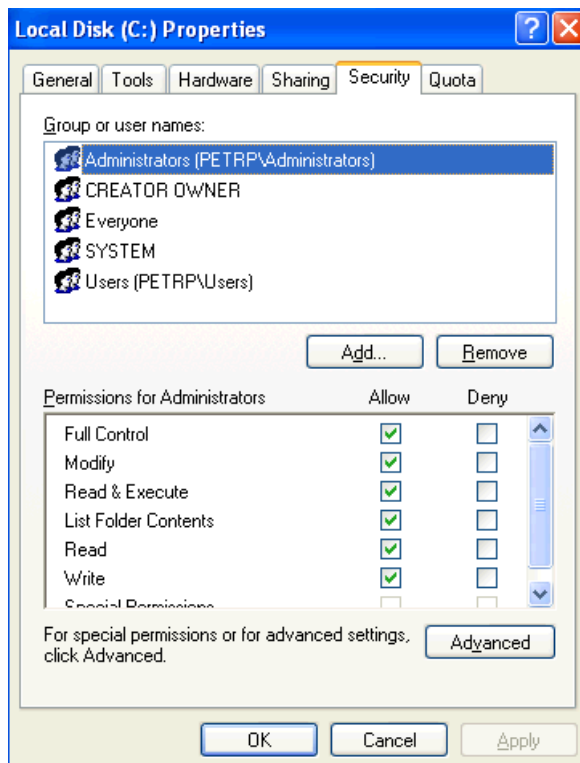 Local Disk (C:) Properties
General Tools Hardware Sharing Security Quota
Group or user names:
Administrators (PETRP\Administrators)
CREATOR OWNER
Everyone
SYSTEM
Users (PETRP\Users)
Add... Remove
Permissions for Administrators Allow Deny
Full Control
Modify
Read & Execute
List Folder Contents
Read
Write
Special Permissions
For special permissions or for advanced settings,
click Advanced.
Advanced
OK Cancel Apply